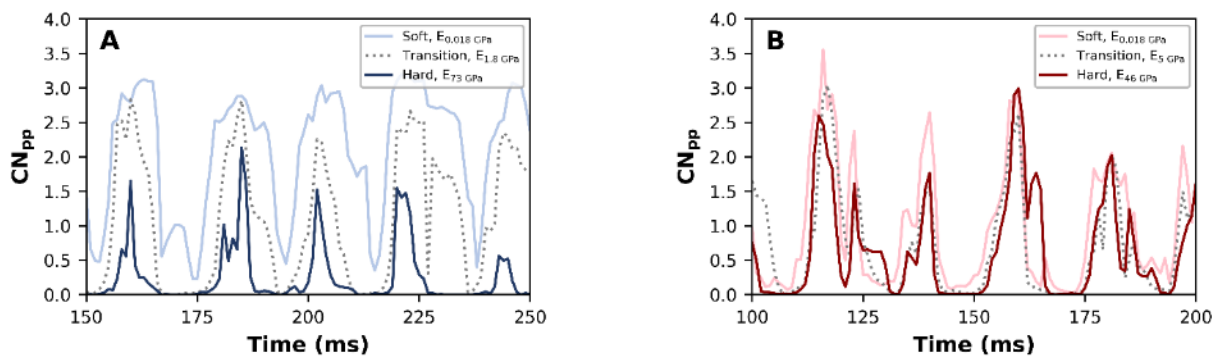 4.0
3.5
3.0
2.5
2.0
1.5
1.0
0.5
0.0
CNpp
A
Soft, E0.018 GPa
Transition, E1.8 GPa
Hard, E73 GPa
150 175 200 225 250
Time (ms)
4.0
3.5
3.0
2.5
2.0
1.5
1.0
0.5
0.0
CNpp
B
Soft, E0.018 GPa
Transition, E5 GPa
Hard, E46 GPa
100 125 150 175 200
Time (ms)